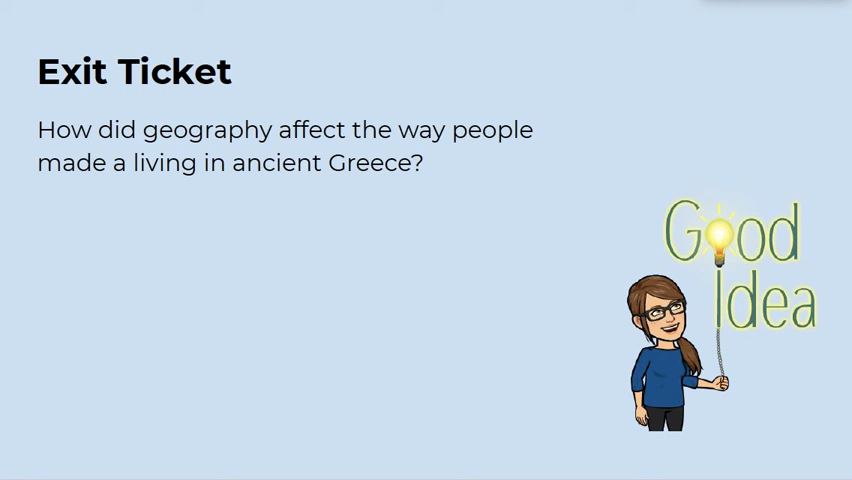 Exit Ticket
How did geography affect the way people
made a living in ancient Greece?
Good
Idea